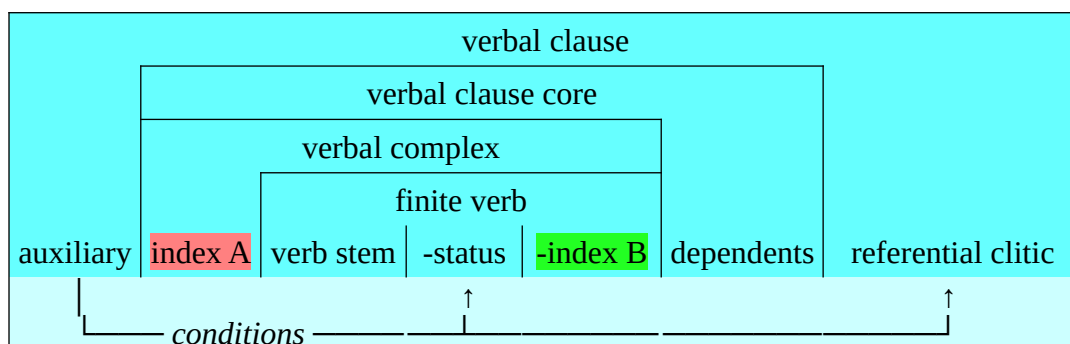 verbal clause
verbal clause core
verbal complex
finite verb
auxiliary index A verb stem -status -index B dependents referential clitic
↑ ↑
conditions